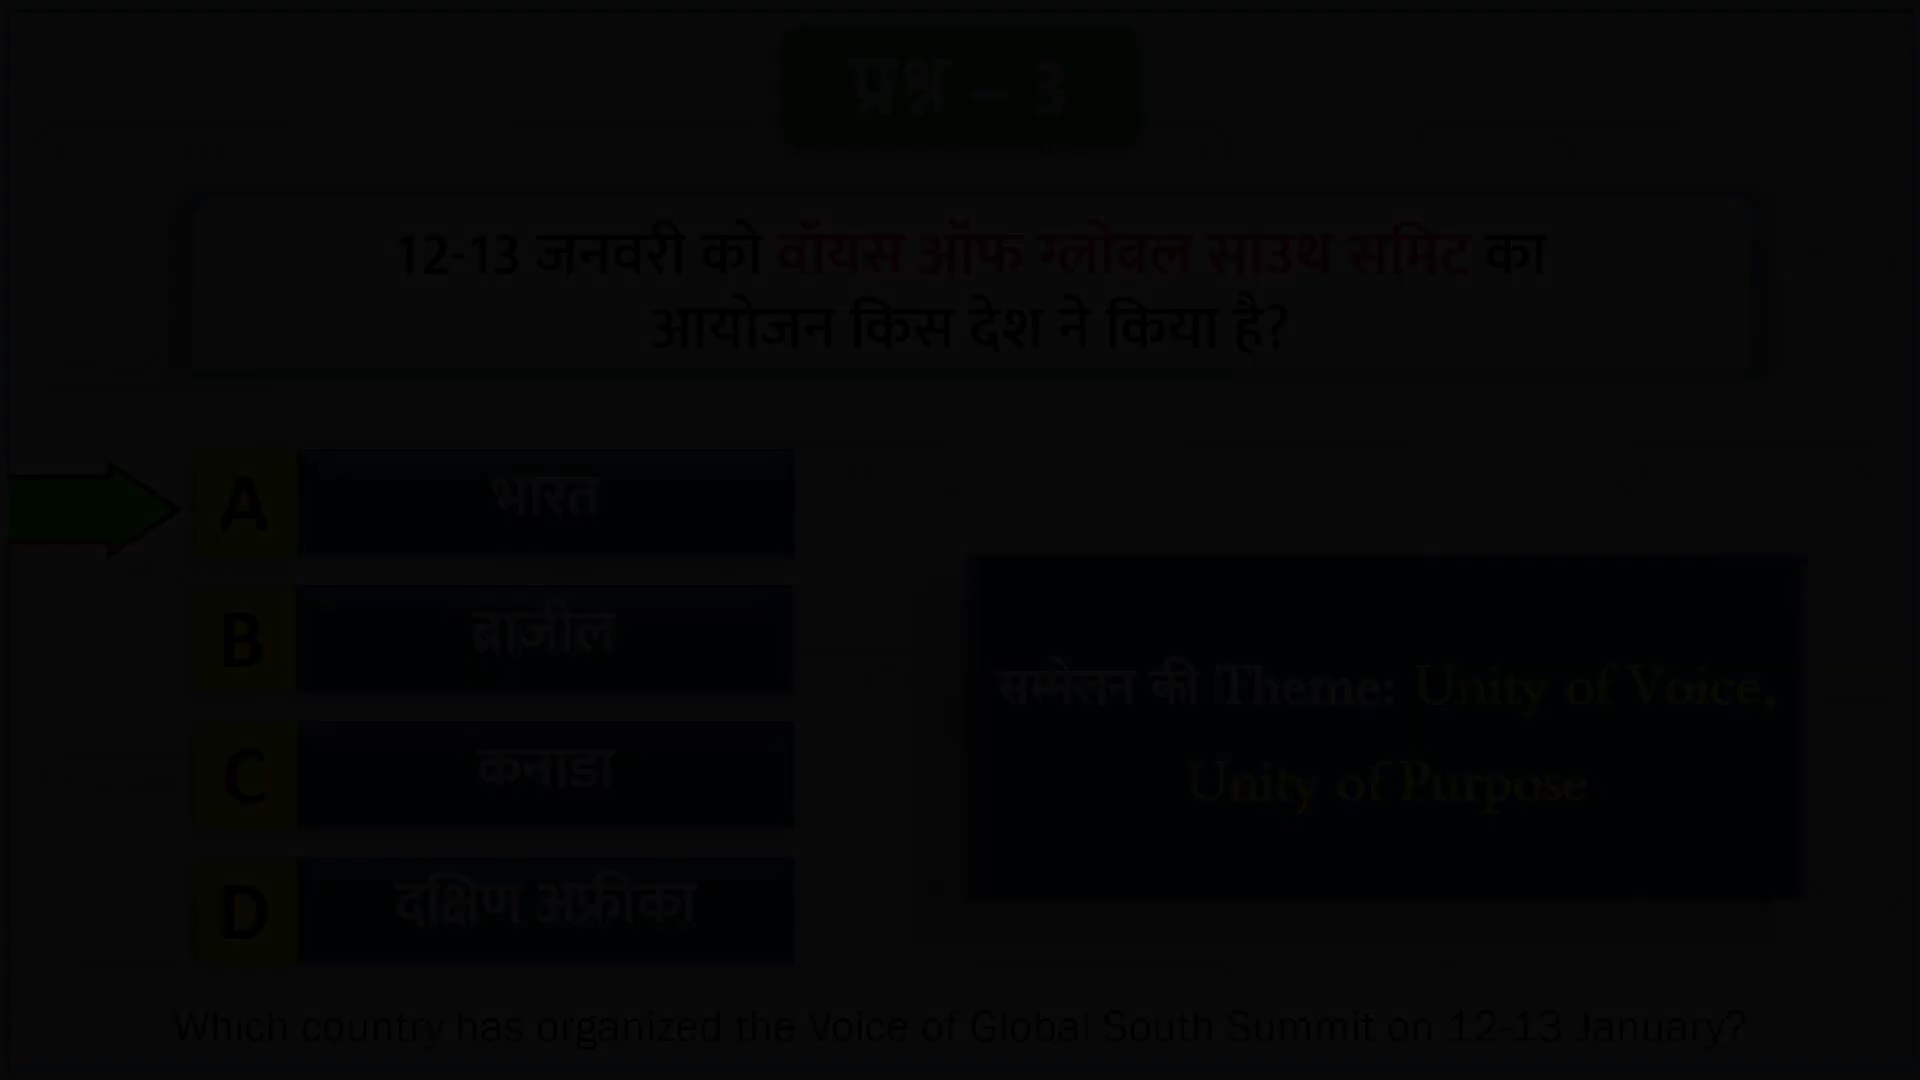 प्रश्न – 3
12-13 जनवरी को वॉयस ऑफ ग्लोबल साउथ समिट का
आयोजन किस देश ने किया है?
A भारत
B ब्राजील
C कनाडा
D दक्षिण अफ्रीका
सम्मेलन की Theme: Unity of Voice,
Unity of Purpose
Which country has organized the Voice of Global South Summit on 12-13 January?